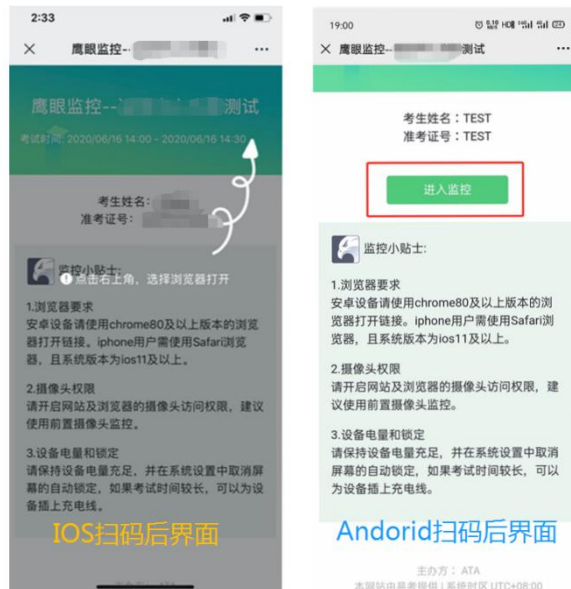 2:33
鹰眼监控--
鹰眼监控-- 测试
考试时间: 2020/06/16 14:00 - 2020/06/16 14:30
考生姓名:
准考证号:
监控小贴士:
点击右上角，选择浏览器打开
1.浏览器要求
安卓设备请使用chrome80及以上版本的浏览
器打开链接。iphone用户需使用Safari浏览
器，且系统版本为ios11及以上。
2.摄像头权限
请开启网站及浏览器的摄像头访问权限，建议
使用前置摄像头监控。
3.设备电量和锁定
请保持设备电量充足，并在系统设置中取消屏
幕的自动锁定，如果考试时间较长，可以为设
备插上充电线。
IOS扫码后界面
19:00
鹰眼监控-- 测试
考生姓名：TEST
准考证号：TEST
进入监控
监控小贴士:
1.浏览器要求
安卓设备请使用chrome80及以上版本的浏
览器打开链接。iphone用户需使用Safari浏
览器，且系统版本为ios11及以上。
2.摄像头权限
请开启网站及浏览器的摄像头访问权限，建
议使用前置摄像头监控。
3.设备电量和锁定
请保持设备电量充足，并在系统设置中取消
屏幕的自动锁定，如果考试时间较长，可以
为设备插上充电线。
Andorid扫码后界面
主办方： ATA
本网站由易考提供 | 系统时区 UTC+08:00